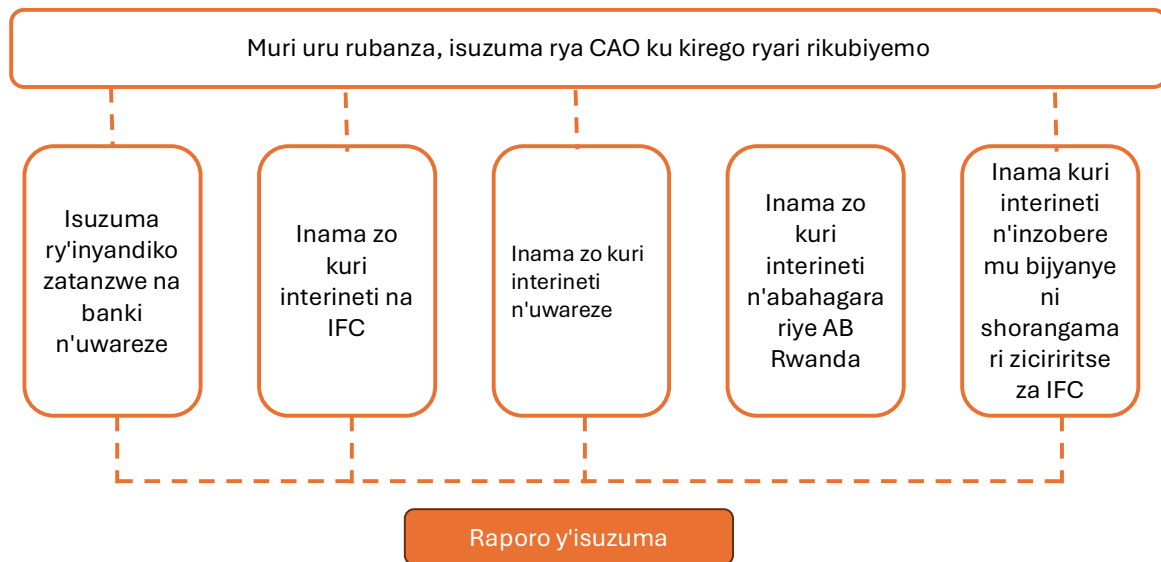 Muri uru rubanza, isuzuma rya CAO ku kirego ryari rikubiyemo
Isuzuma
ry'inyandiko
zatanzwe na
banki
n'uwareze
Inama zo
kuri
interineti na
IFC
Inama zo kuri
interineti
n'uwareze
Inama zo
kuri
interineti
n'abahagara
riye AB
Rwanda
Inama kuri
interineti
n'inzobere
mu bijyanye
ni
shorangama
ri ziciriritse
za IFC
Raporo y'isuzuma